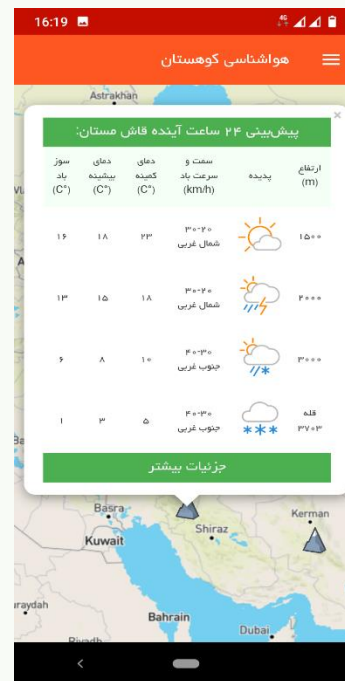 16:19
4G
هواشناسی کوهستان
Astrakhan
×
پیش‌بینی ۲۴ ساعت آینده قاش مستان:
ارتفاع (m) پدیده سمت و سرعت باد (km/h) دمای کمینه (C°) دمای بیشینه (C°) سوز باد (C°)
۱۵۰۰ ۲۰-۳۰ شمال غربی ۲۳ ۱۸ ۱۶
۲۰۰۰ ۲۰-۳۰ شمال غربی ۱۸ ۱۵ ۱۳
۳۰۰۰ ۳۰-۴۰ جنوب غربی ۱۰ ۸ ۶
قله ۳۷۰۳ ۳۰-۴۰ جنوب غربی ۵ ۳ ۱
جزئیات بیشتر
Basra
Kerman
Shiraz
Kuwait
uraydah
Bahrain
Dubai
Riyadh